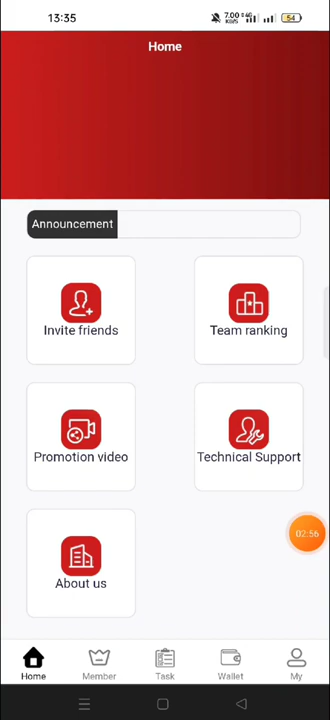 13:35
7.00 KB/S 4G 54
Home
Announcement
Invite friends
Team ranking
Promotion video
Technical Support
About us
02:56
Home
Member
Task
Wallet
My